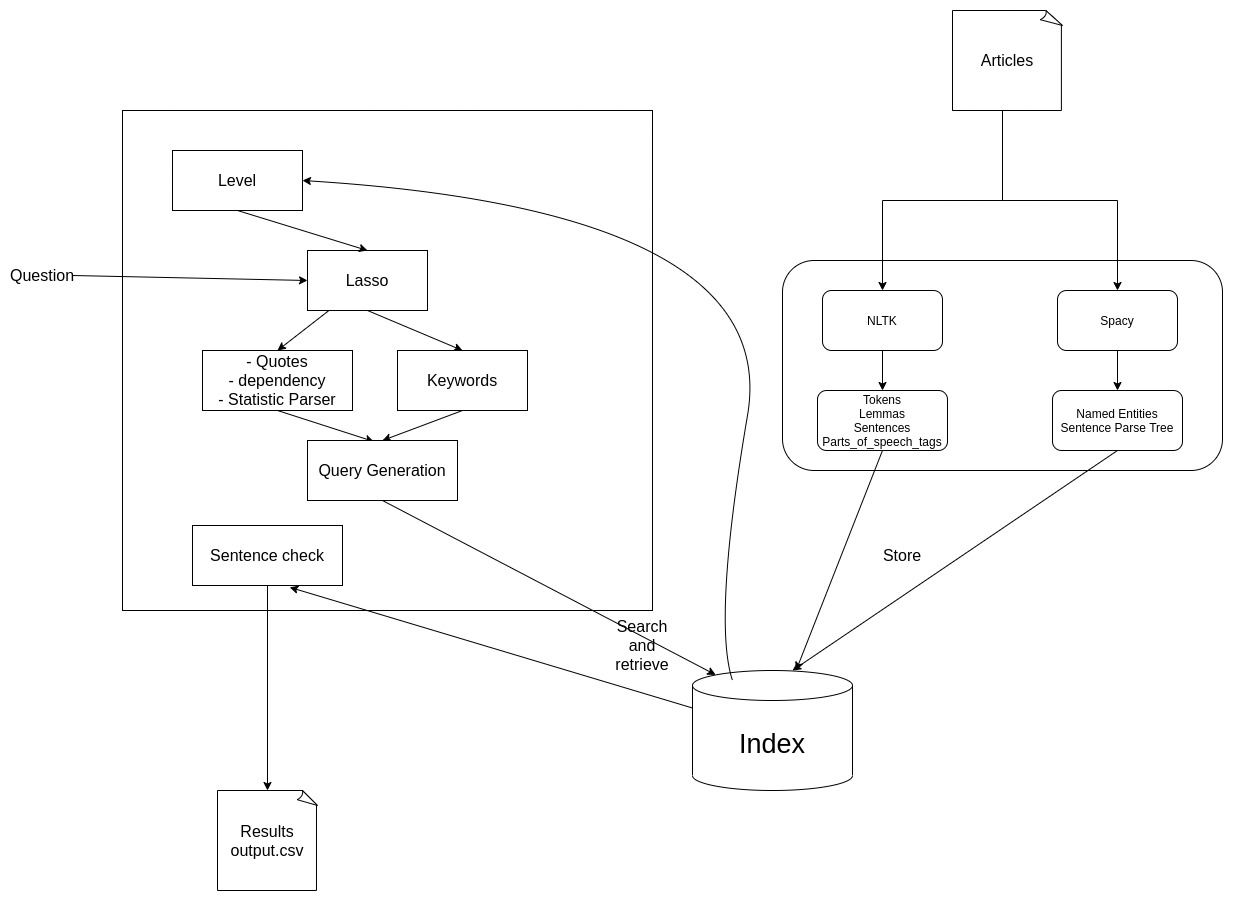 Articles
Level
Question
Lasso
- Quotes
- dependency
- Statistic Parser
Keywords
Query Generation
Sentence check
NLTK
Spacy
Tokens
Lemmas
Sentences
Parts_of_speech_tags
Named Entities
Sentence Parse Tree
Store
Search
and
retrieve
Index
Results
output.csv